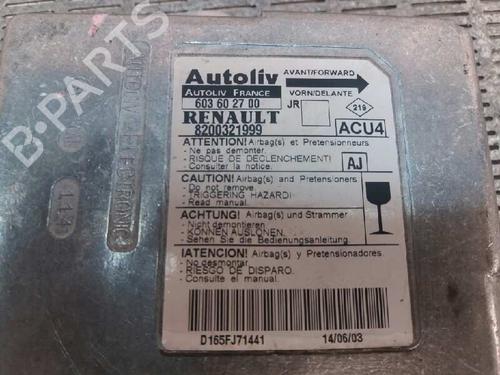 Autoliv AVANT/FORWARD
AUTOLIV FRANCE VORN/DELANTE
603 60 27 00 JR 219
RENAULT ACU4
8200321999
ATTENTION! Airbag(s) et Pretensionneurs
- Ne pas demonter.
- RISQUE DE DECLENCHEMENT! AJ
- Consulter la notice.
CAUTION! Airbag(s) and Pretensioners
- Do not remove.
- TRIGGERING HAZARD!
- Read manual.
ACHTUNG! Airbag(s) und Strammer
- Nicht demontieren
- KÖNNEN AUSLÖSEN.
- Sehen Sie die Bedienungsanleitung.
!ATENCION! Airbag(s) y Pretensionadores
- No desmontar.
- RIESGO DE DISPARO.
- Consulte el manual.
D165FJ71441 14/06/03
B-PARTS